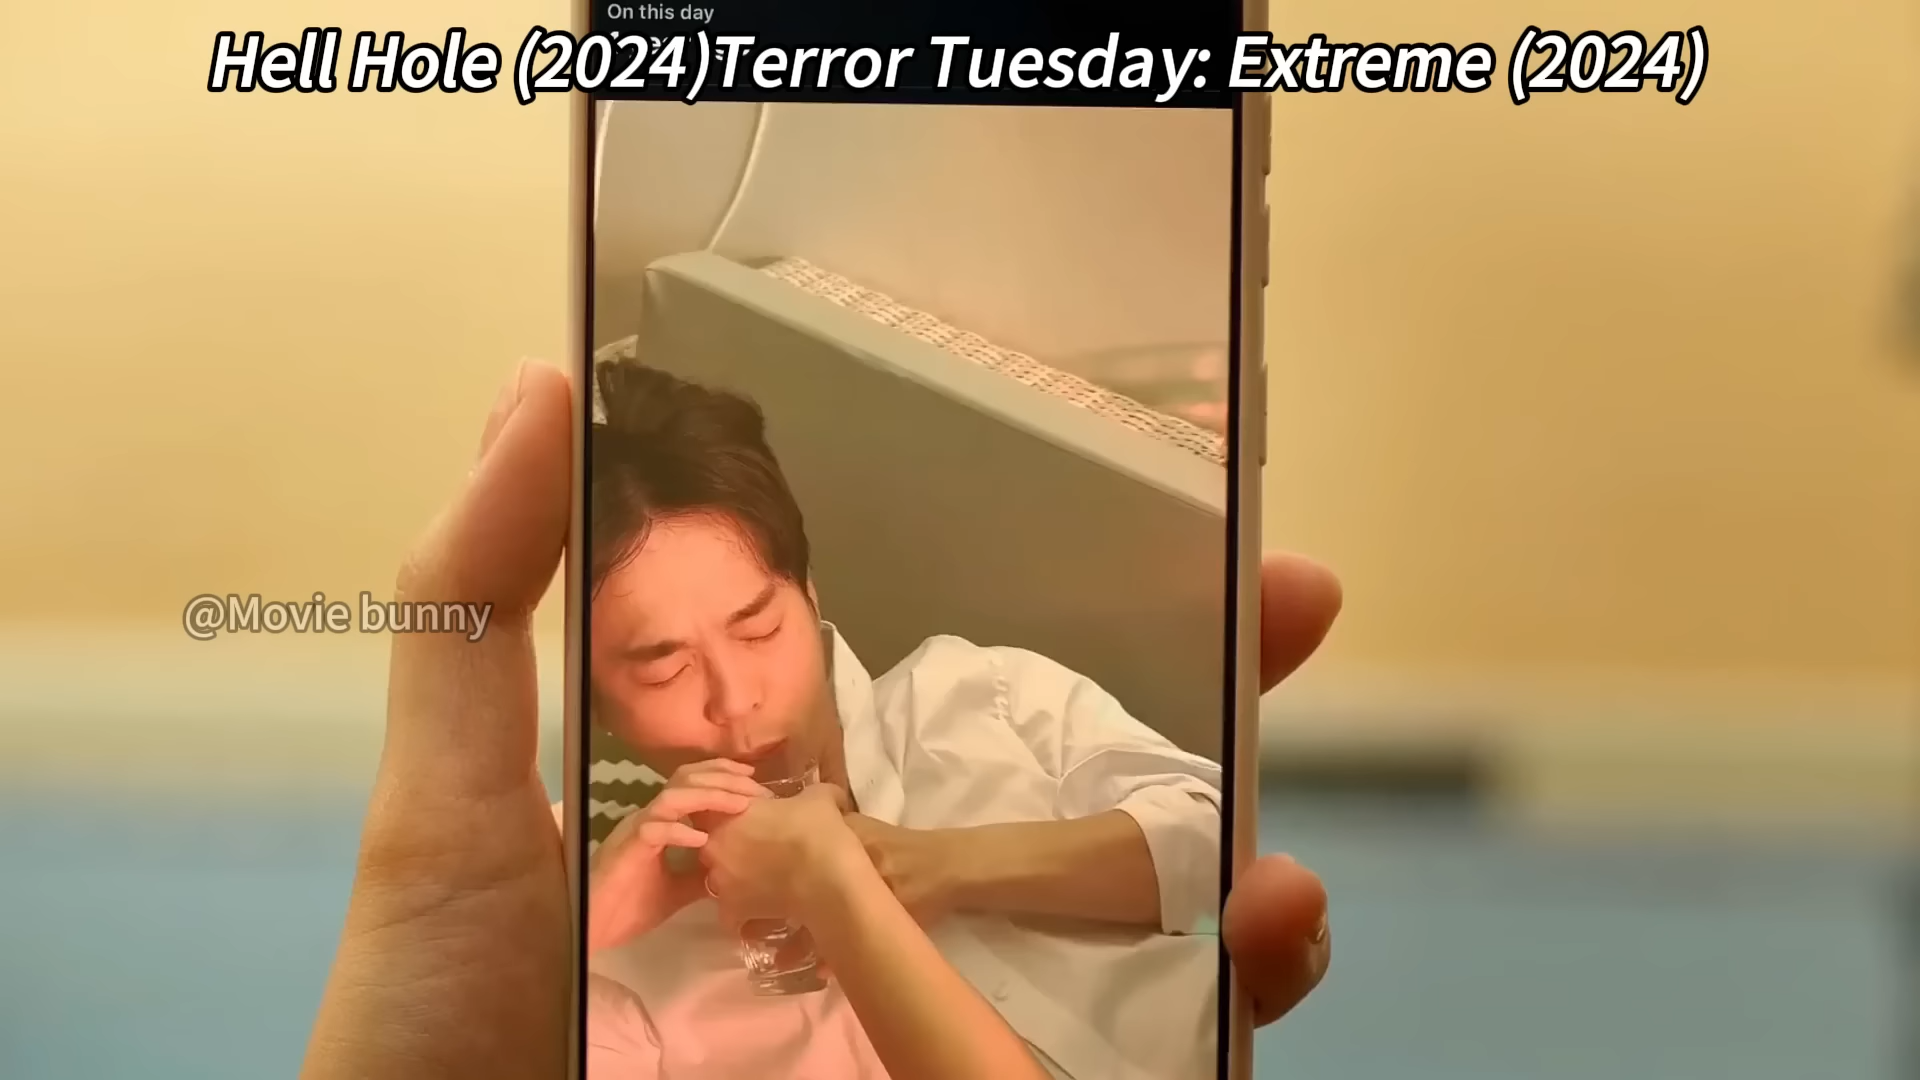 On this day
Hell Hole (2024)Terror Tuesday: Extreme (2024)
@Movie bunny